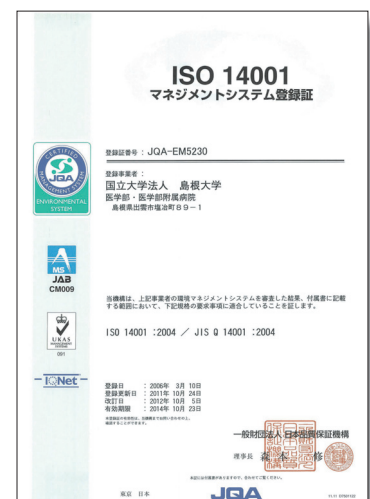 ISO 14001
マネジメントシステム登録証
登録証番号 : JQA-EM5230
登録事業者 :
国立大学法人 島根大学
医学部・医学部附属病院
島根県出雲市塩冶町89-1
CERTIFIED
MANAGEMENT SYSTEM
JQA
ENVIRONMENTAL
SYSTEM
MS
JAB
CM009
当機構は、上記事業者の環境マネジメントシステムを審査した結果、付属書に記載
する範囲において、下記規格の要求事項に適合していることを証します。
ISO 14001 :2004 / JIS Q 14001 :2004
UKAS
MANAGEMENT
SYSTEMS
091
IQNet
登録日 : 2006年 3月 10日
登録更新日 : 2011年 10月 24日
改訂日 : 2012年 10月 5日
有効期限 : 2014年 10月 23日
一般財団法人 日本品質保証機構
理事長 森 修
東京 日本
JQA